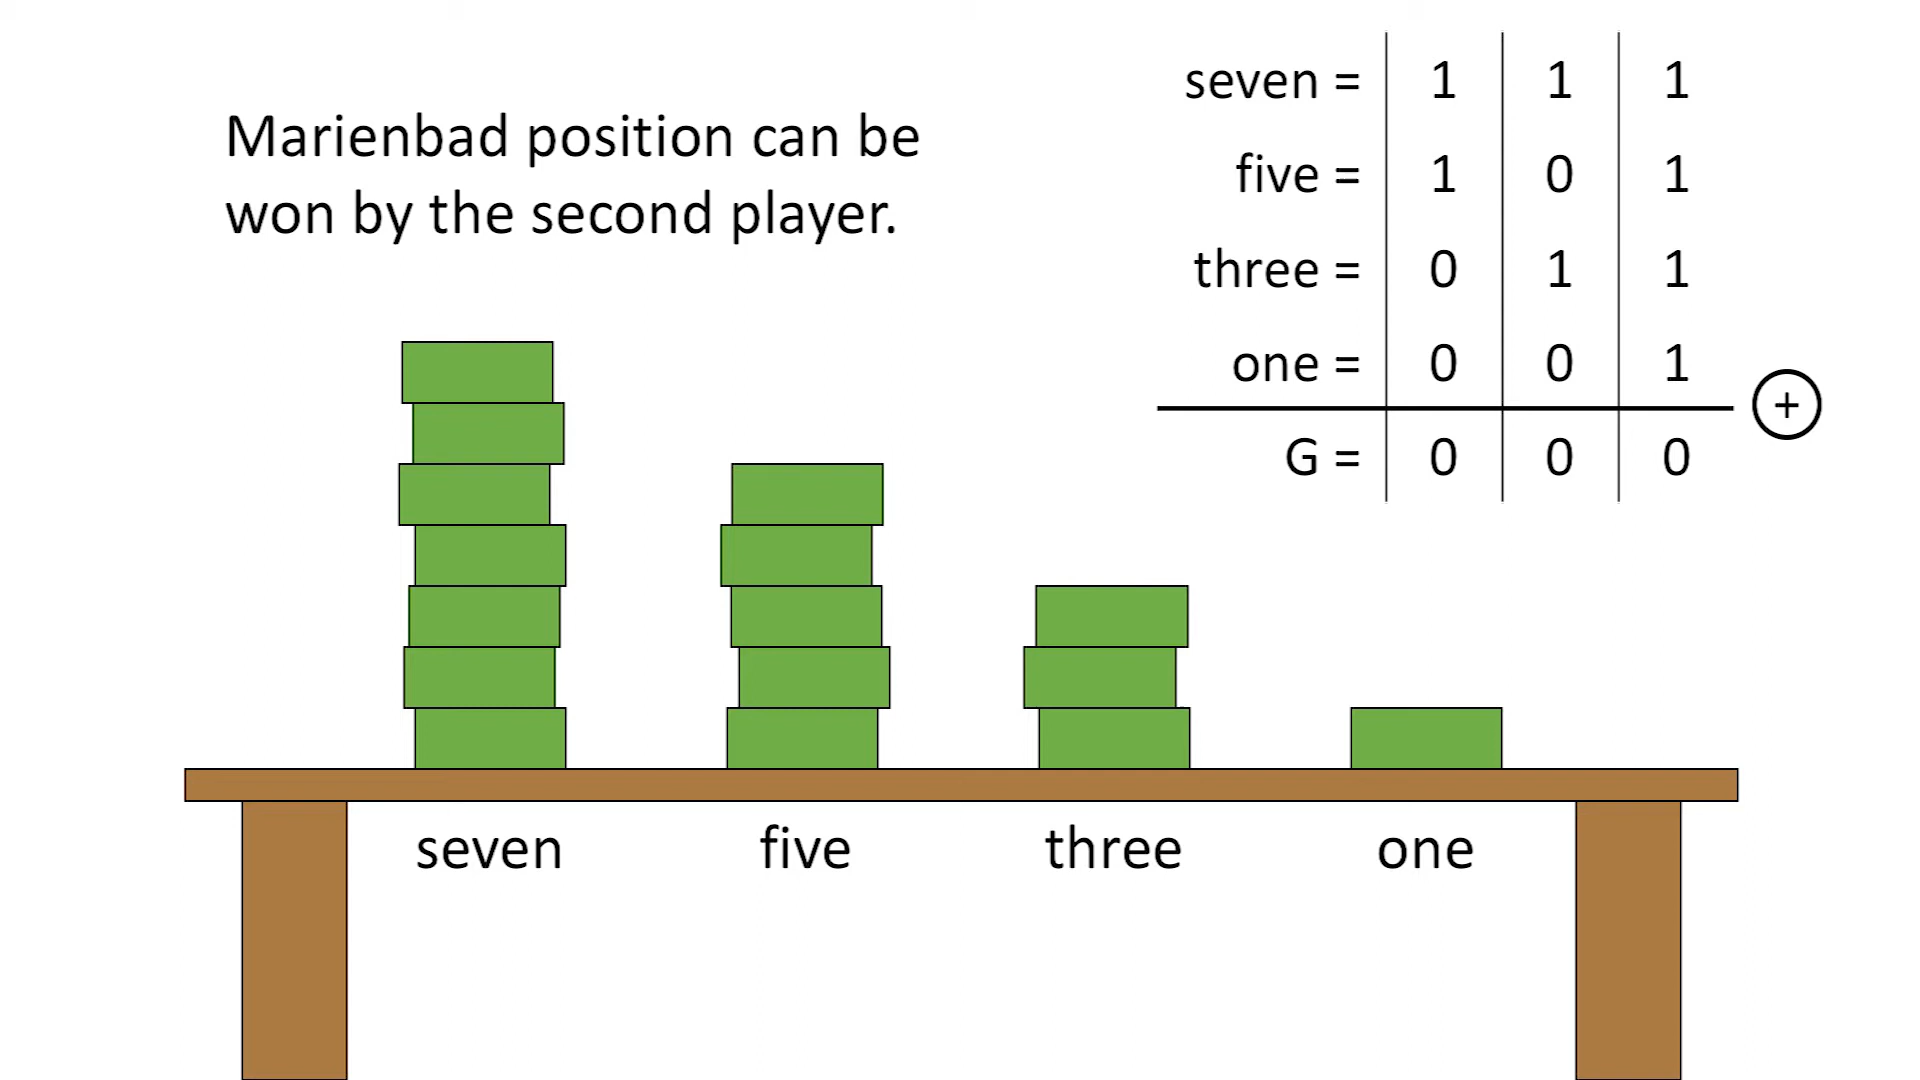 Marienbad position can be
won by the second player.
seven = 1 1 1
five = 1 0 1
three = 0 1 1
one = 0 0 1
+
G = 0 0 0
seven five three one